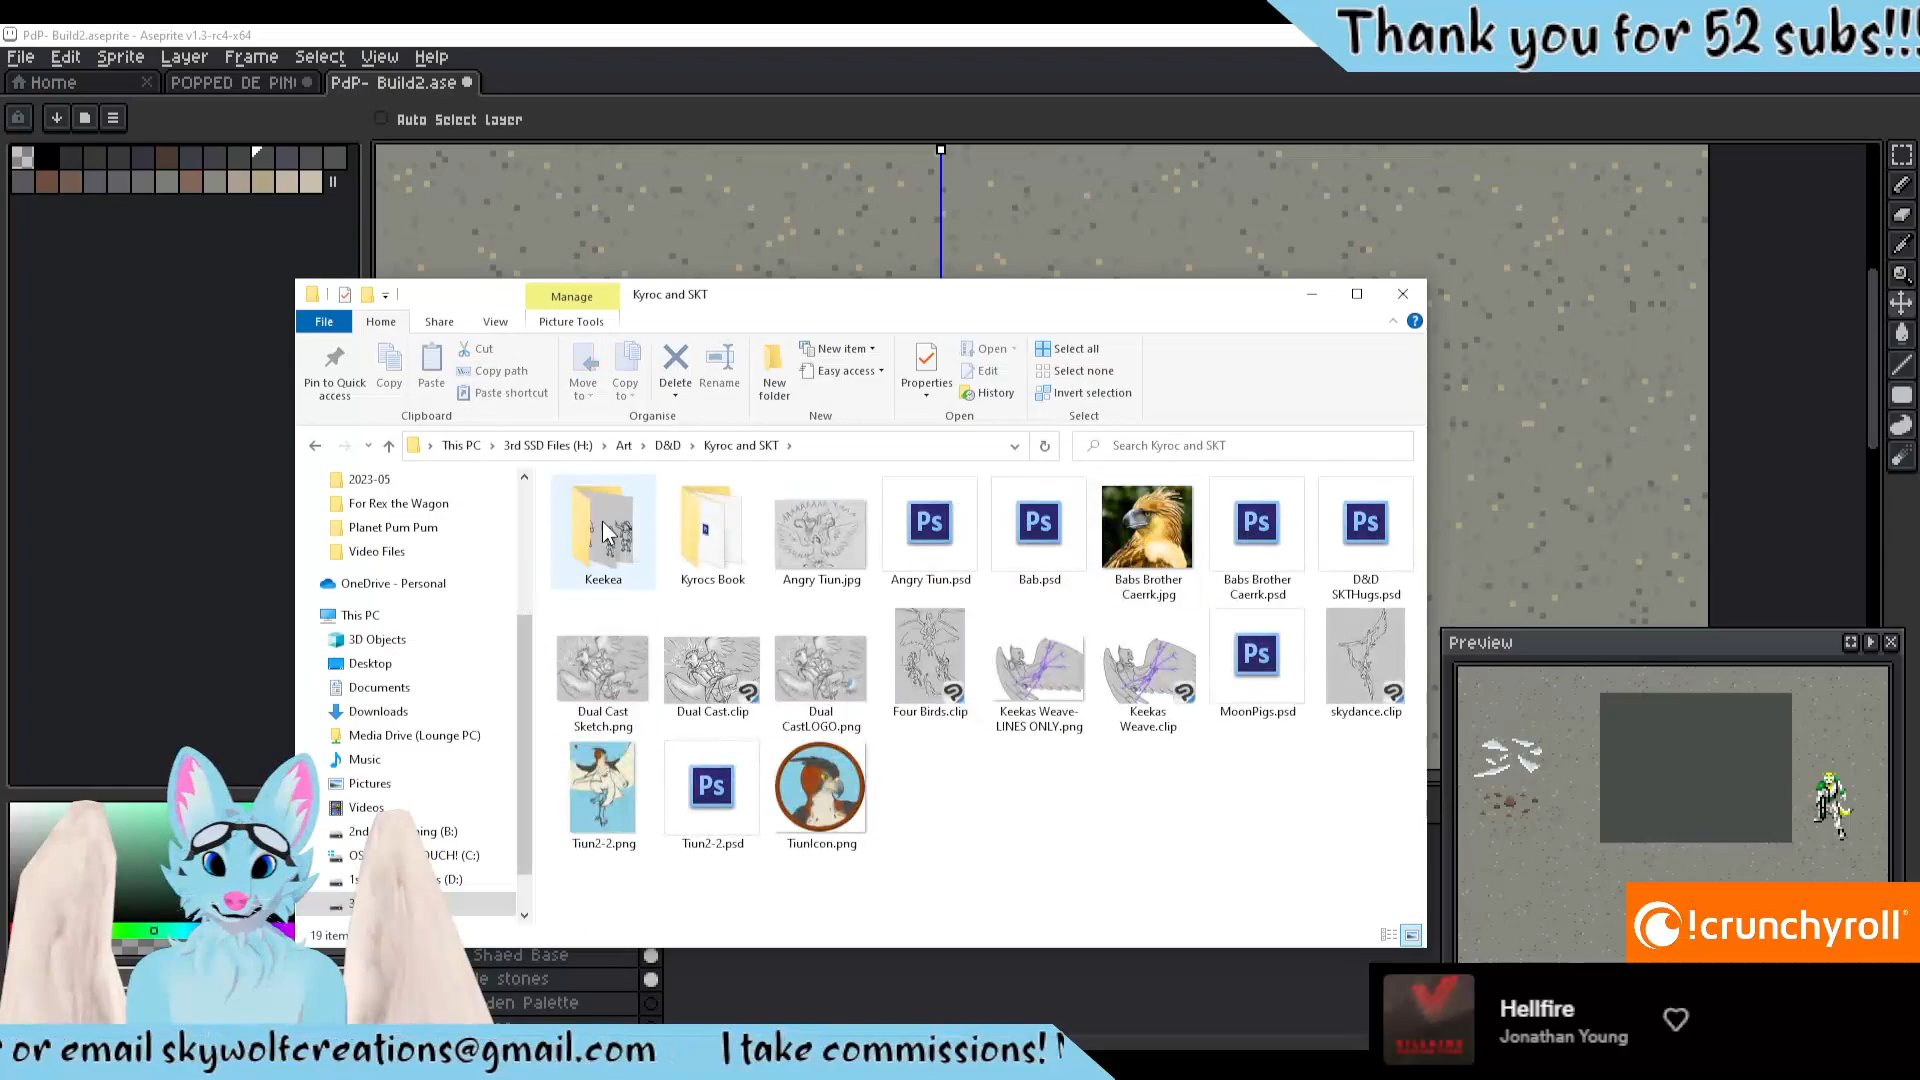 Thank you for 52 subs!!!
PdP- Build2.aseprite - Aseprite v1.3-rc4-x64
File Edit Sprite Layer Frame Select View Help
Home
POPPED DE PIN
PdP- Build2.ase
Auto Select Layer
Manage
Kyroc and SKT
File Home Share View Picture Tools
Pin to Quick access
Copy
Paste
Cut
Copy path
Paste shortcut
Clipboard
Move to
Copy to
Delete
Rename
Organise
New folder
New item
Easy access
New
Properties
Open
Edit
History
Open
Select all
Select none
Invert selection
Select
This PC
3rd SSD Files (H:)
Art
D&D
Kyroc and SKT
Search Kyroc and SKT
2023-05
For Rex the Wagon
Planet Pum Pum
Video Files
OneDrive - Personal
This PC
3D Objects
Desktop
Documents
Downloads
Media Drive (Lounge PC)
Music
Pictures
Videos
(B:)
OUCH! (C:)
(D:)
19 items
Keekea
Kyrocs Book
Angry Tiun.jpg
Angry Tiun.psd
Bab.psd
Babs Brother Caerrk.jpg
Babs Brother Caerrk.psd
D&D SKTHugs.psd
Dual Cast Sketch.png
Dual Cast.clip
Dual CastLOGO.png
Four Birds.clip
Keekas Weave-LINES ONLY.png
Keekas Weave.clip
MoonPigs.psd
skydance.clip
Tiun2-2.png
Tiun2-2.psd
TiunIcon.png
Preview
Shaed Base
stones
Palette
!crunchyroll
Hellfire
Jonathan Young
or email skywolfcreations@gmail.com
I take commissions!